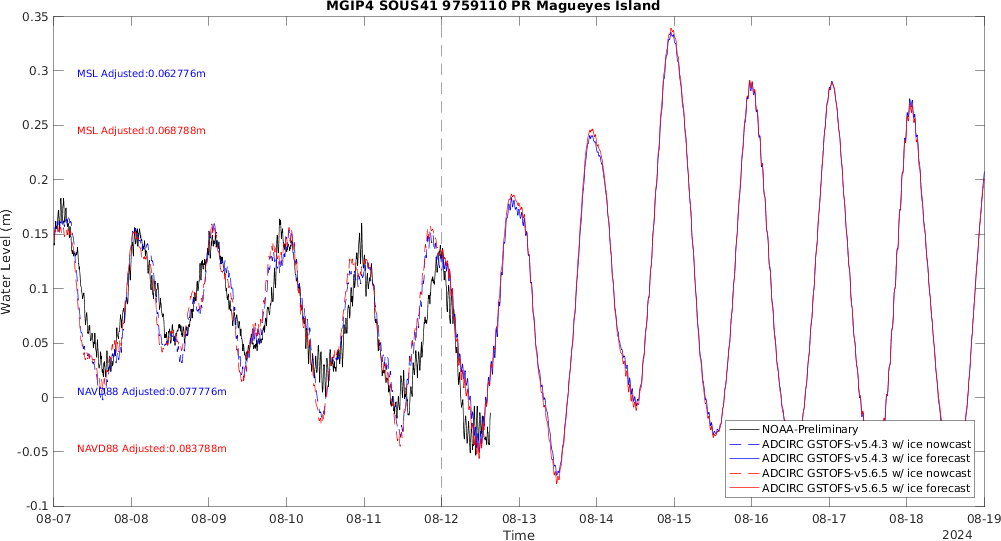 MGIP4 SOUS41 9759110 PR Magueyes Island
0.35
0.3
0.25
0.2
0.15
0.1
0.05
0
-0.05
-0.1
Water Level (m)
MSL Adjusted:0.062776m
MSL Adjusted:0.068788m
NAVD88 Adjusted:0.077776m
NAVD88 Adjusted:0.083788m
NOAA-Preliminary
ADCIRC GSTOFS-v5.4.3 w/ ice nowcast
ADCIRC GSTOFS-v5.4.3 w/ ice forecast
ADCIRC GSTOFS-v5.6.5 w/ ice nowcast
ADCIRC GSTOFS-v5.6.5 w/ ice forecast
08-07 08-08 08-09 08-10 08-11 08-12 08-13 08-14 08-15 08-16 08-17 08-18 08-19
Time
2024